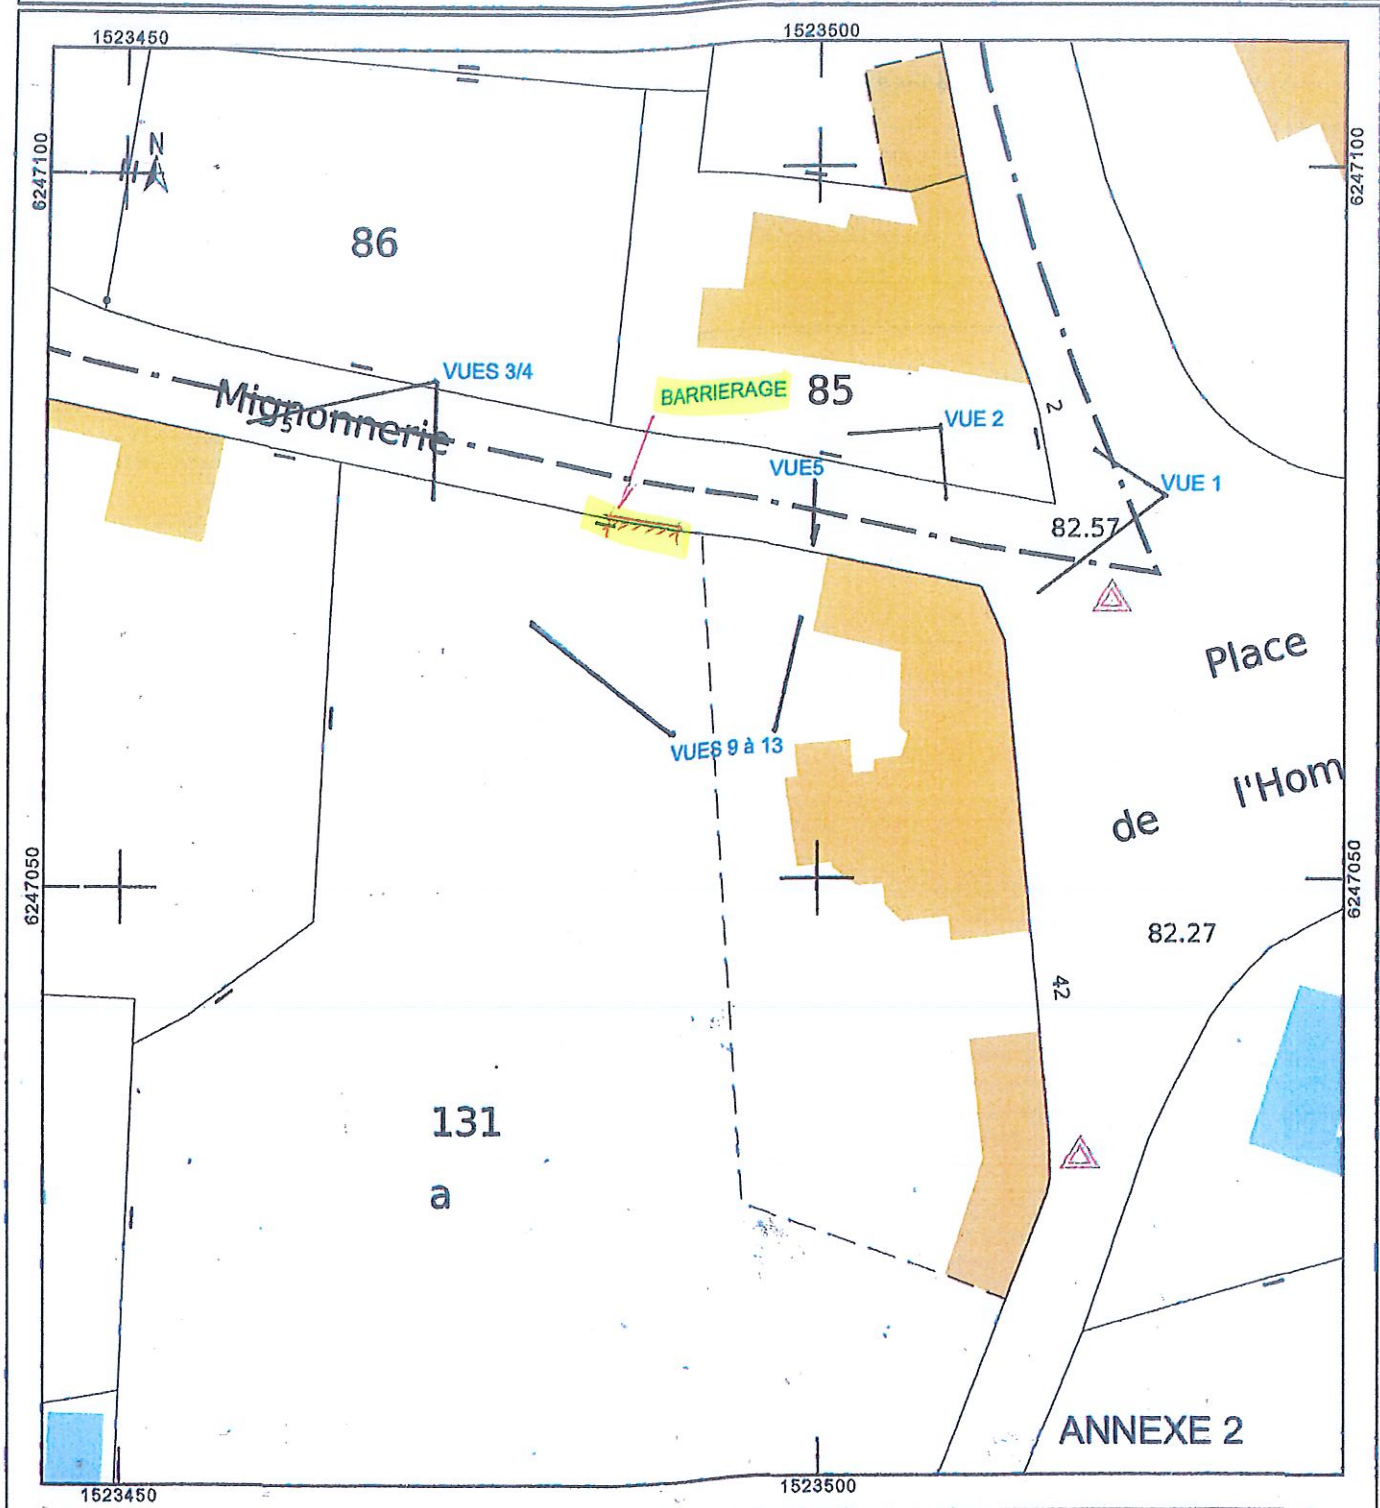 1523450
1523500
6247100
N
6247100
86
VUES 3/4
BARRIERAGE
85
Mignonnerie
5
2
VUE 2
VUE5
VUE 1
82.57
Place
VUES 9 à 13
l'Hom
de
6247050
6247050
82.27
42
131
a
ANNEXE 2
1523450
1523500